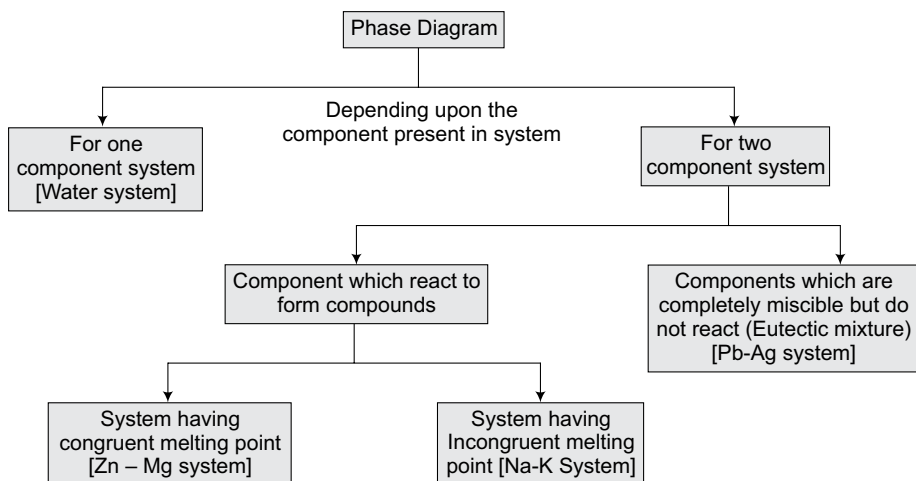 Phase Diagram
Depending upon the
component present in system
For one
component system
[Water system]
For two
component system
Component which react to
form compounds
Components which are
completely miscible but do
not react (Eutectic mixture)
[Pb-Ag system]
System having
congruent melting point
[Zn – Mg system]
System having
Incongruent melting
point [Na-K System]